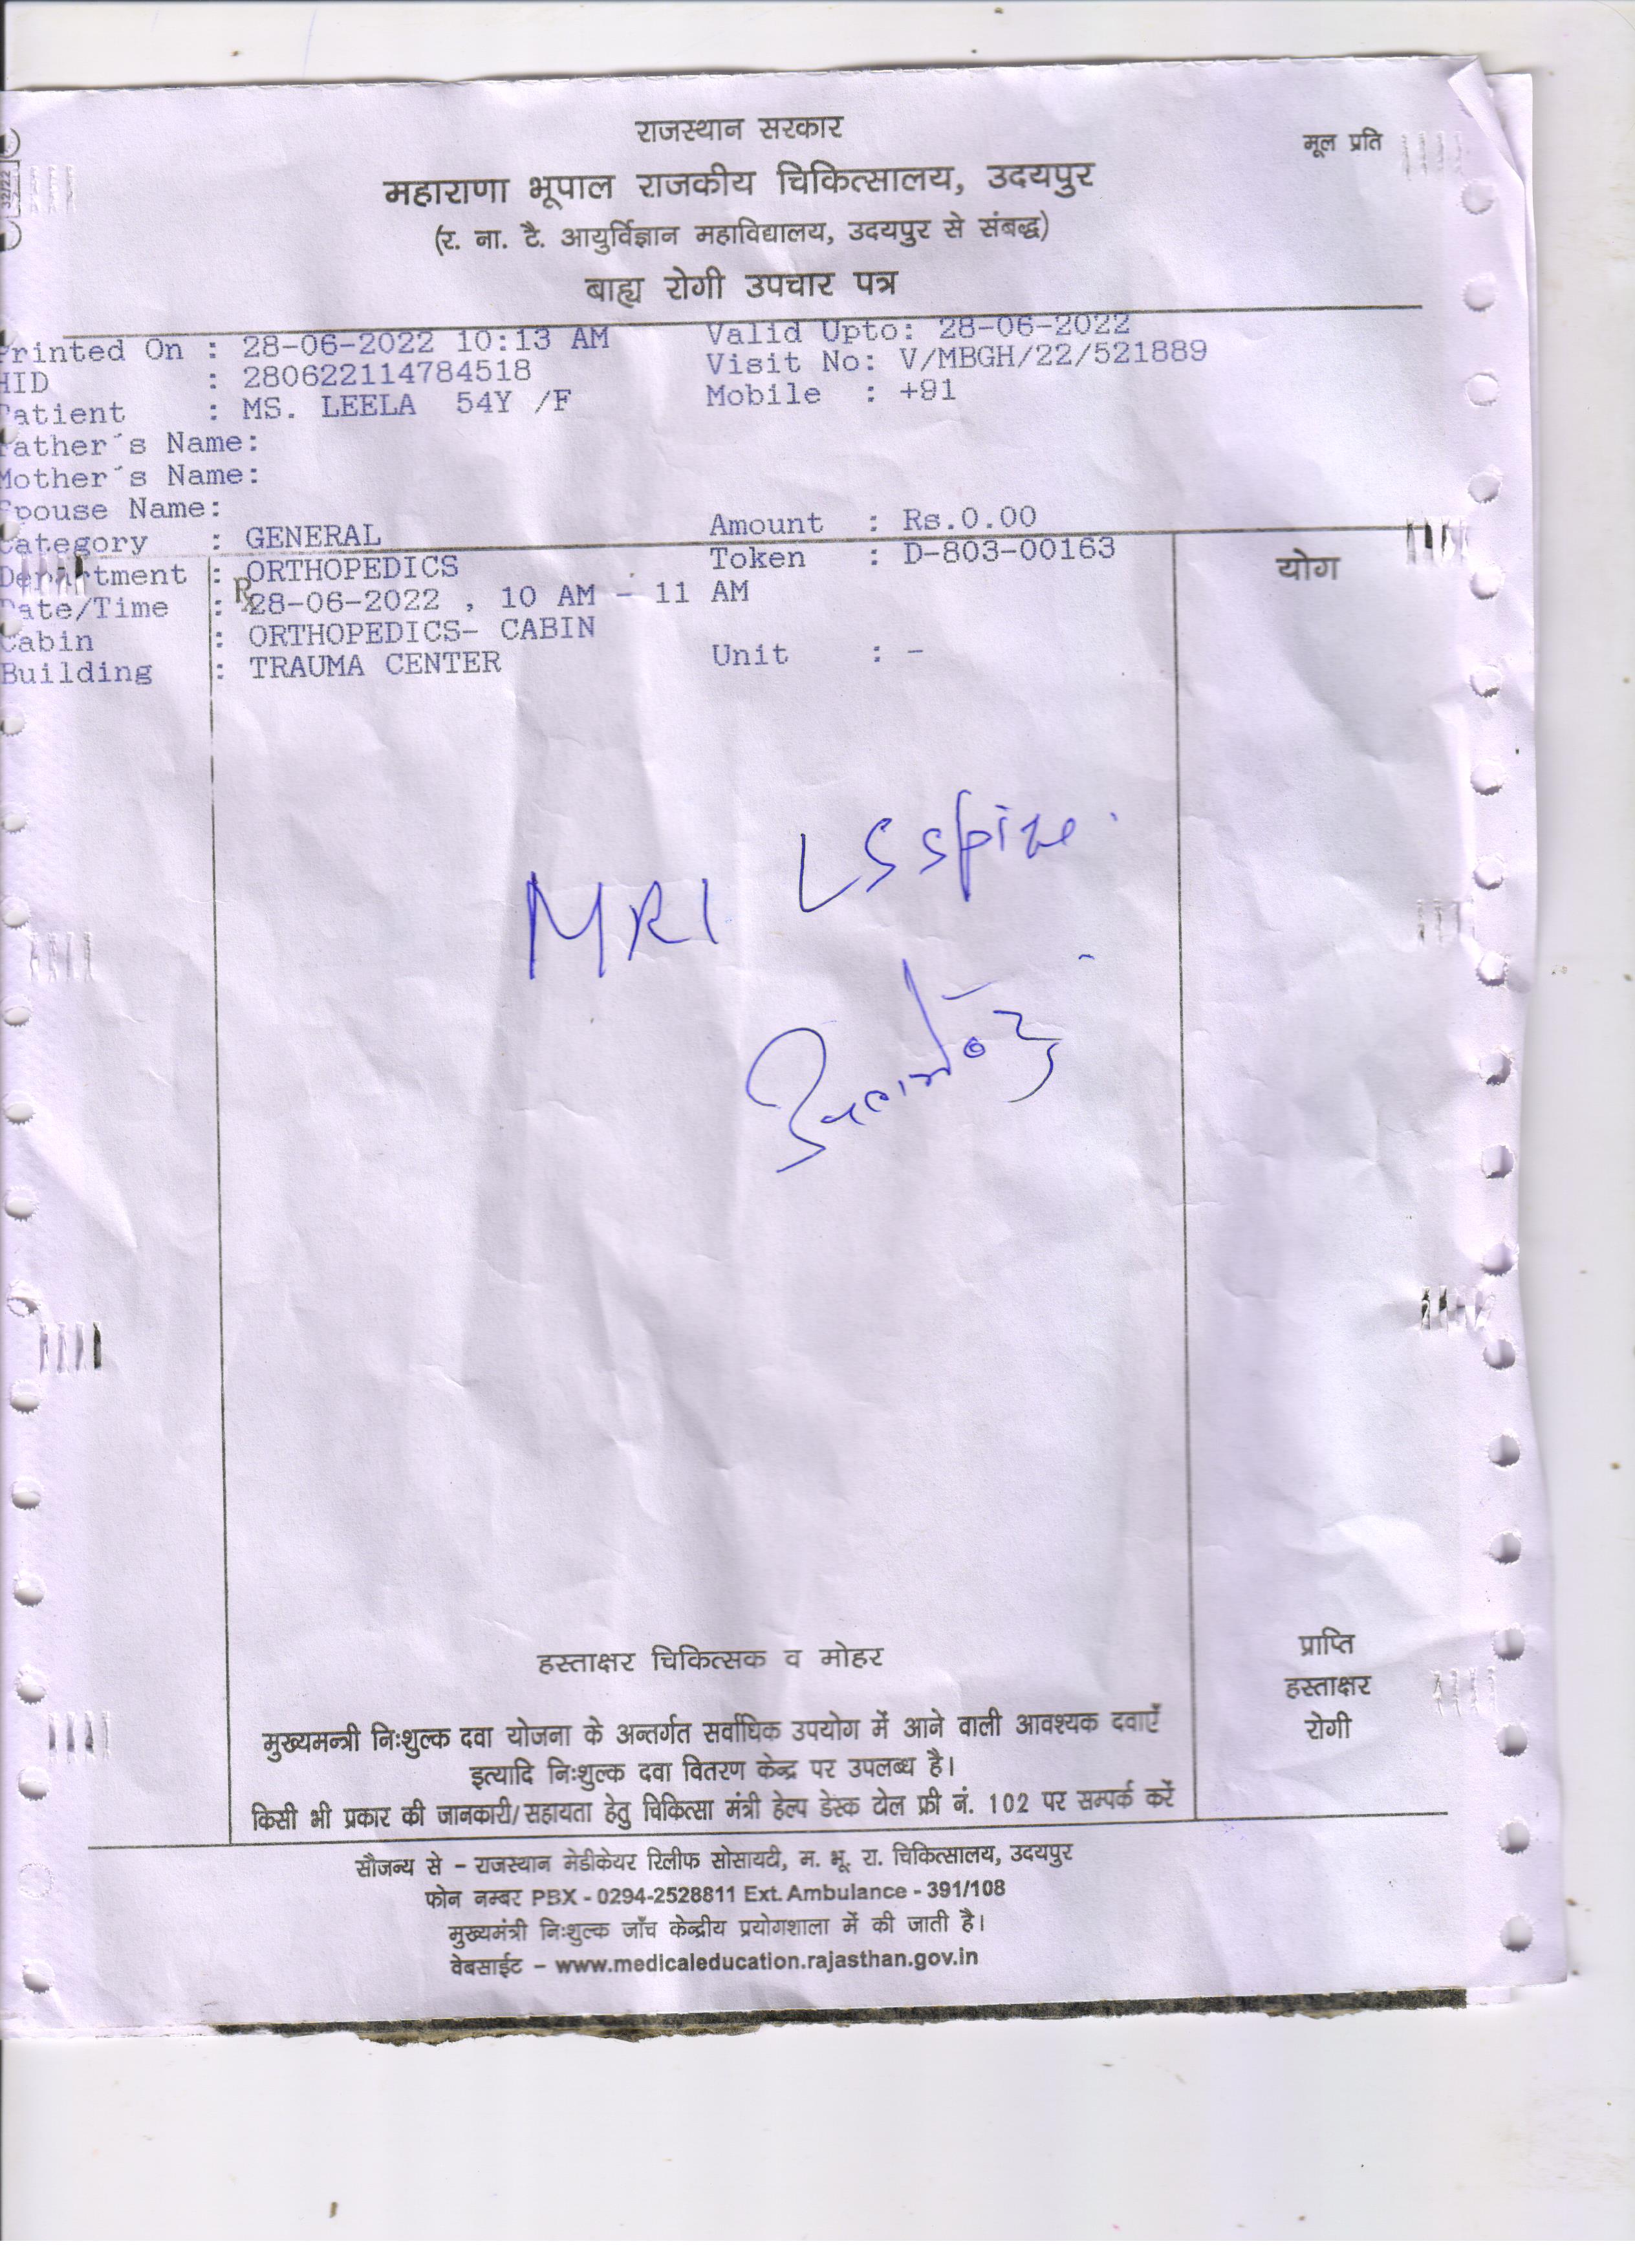 राजस्थान सरकार
मूल प्रति
महाराणा भूपाल राजकीय चिकित्सालय, उदयपुर
(र. ना. टै. आयुर्विज्ञान महाविद्यालय, उदयपुर से संबद्ध)
बाह्य रोगी उपचार पत्र
Printed On : 28-06-2022 10:13 AM Valid Upto: 28-06-2022
HID : 280622114784518 Visit No: V/MBGH/22/521889
Patient : MS. LEELA 54Y /F Mobile : +91
Father's Name:
Mother's Name:
Spouse Name:
Category : GENERAL Amount : Rs.0.00
Department : ORTHOPEDICS Token : D-803-00163
योग
Rx
Date/Time : 28-06-2022 , 10 AM - 11 AM
Cabin : ORTHOPEDICS- CABIN
Building : TRAUMA CENTER Unit : -
MRI LS spine.
हस्ताक्षर चिकित्सक व मोहर
प्राप्ति
हस्ताक्षर
रोगी
मुख्यमन्त्री निःशुल्क दवा योजना के अन्तर्गत सर्वाधिक उपयोग में आने वाली आवश्यक दवाएँ
इत्यादि निःशुल्क दवा वितरण केन्द्र पर उपलब्ध है।
किसी भी प्रकार की जानकारी/सहायता हेतु चिकित्सा मंत्री हेल्प डेस्क टोल फ्री नं. 102 पर सम्पर्क करें
सौजन्य से - राजस्थान मेडीकेयर रिलीफ सोसायटी, म. भू. रा. चिकित्सालय, उदयपुर
फोन नम्बर PBX - 0294-2528811 Ext. Ambulance - 391/108
मुख्यमंत्री निःशुल्क जाँच केन्द्रीय प्रयोगशाला में की जाती है।
वेबसाईट - www.medicaleducation.rajasthan.gov.in